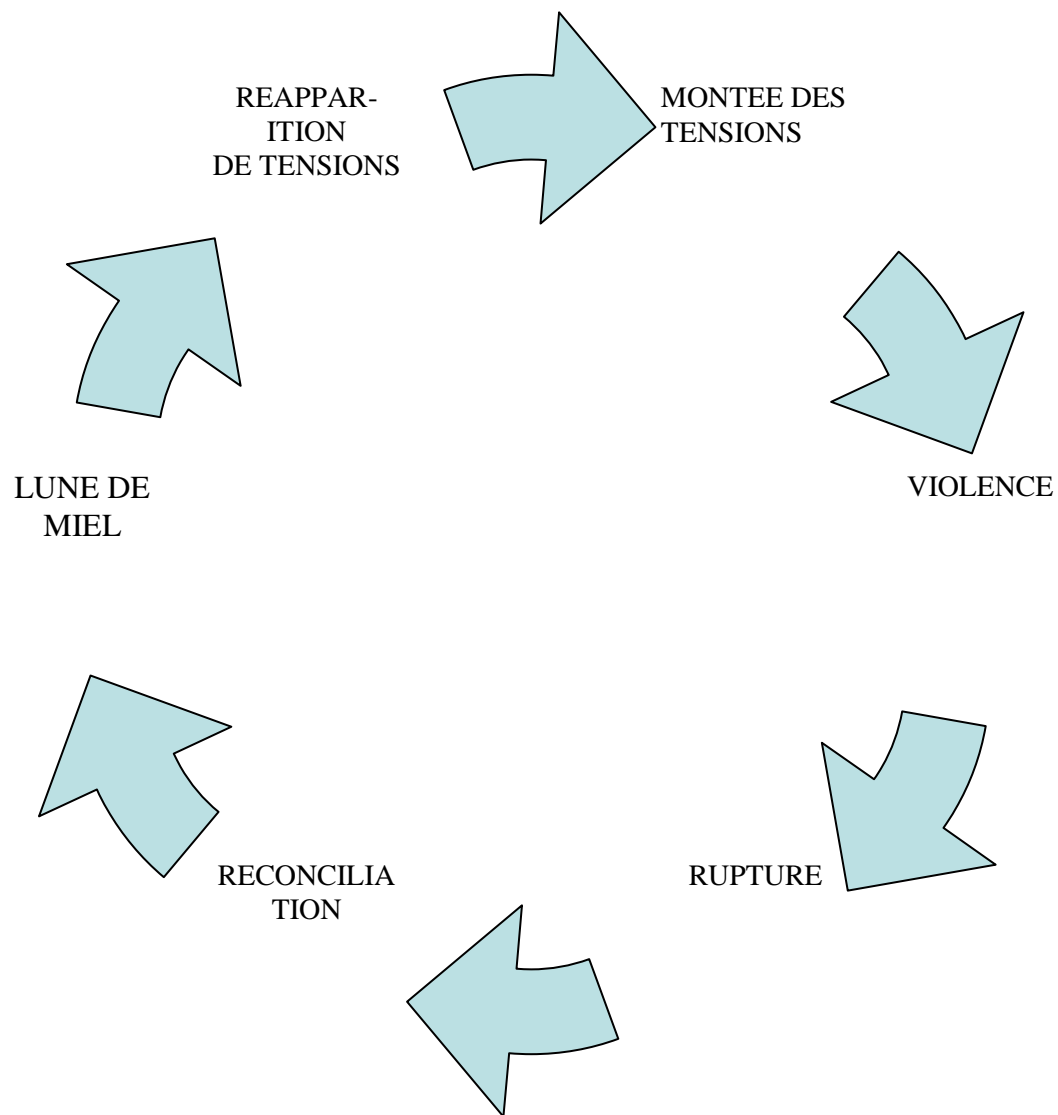 REAPPAR-
ITION
DE TENSIONS
MONTEE DES
TENSIONS
VIOLENCE
RUPTURE
RECONCILIA
TION
LUNE DE
MIEL